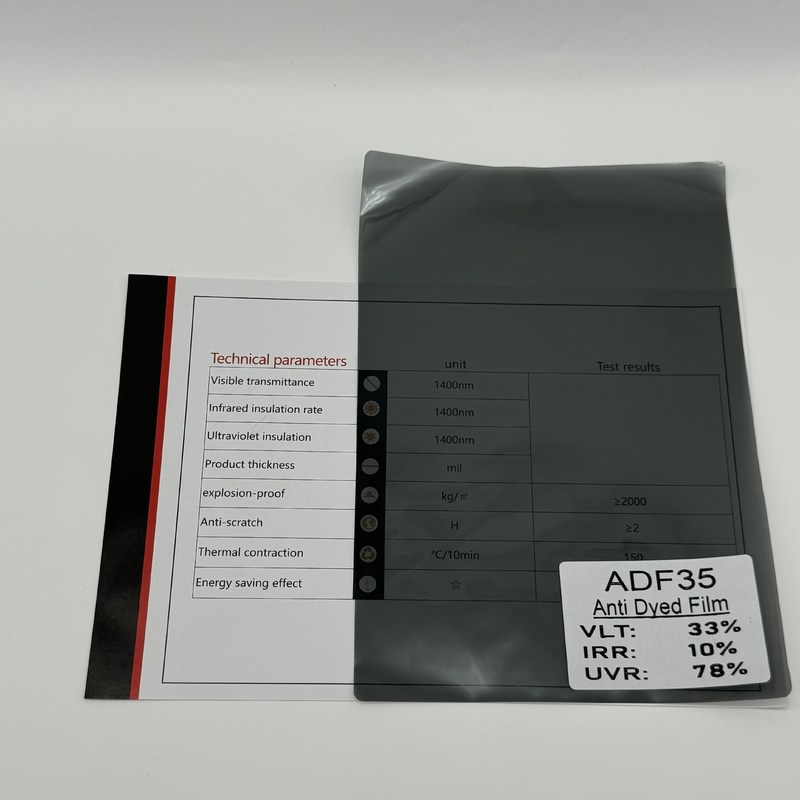 Technical parameters unit Test results
Visible transmittance 1400nm
Infrared insulation rate 1400nm
Ultraviolet insulation 1400nm
Product thickness mil
explosion-proof kg/㎡ ≥2000
Anti-scratch H ≥2
Thermal contraction °C/10min 150
Energy saving effect ☆
ADF35
Anti Dyed Film
VLT: 33%
IRR: 10%
UVR: 78%